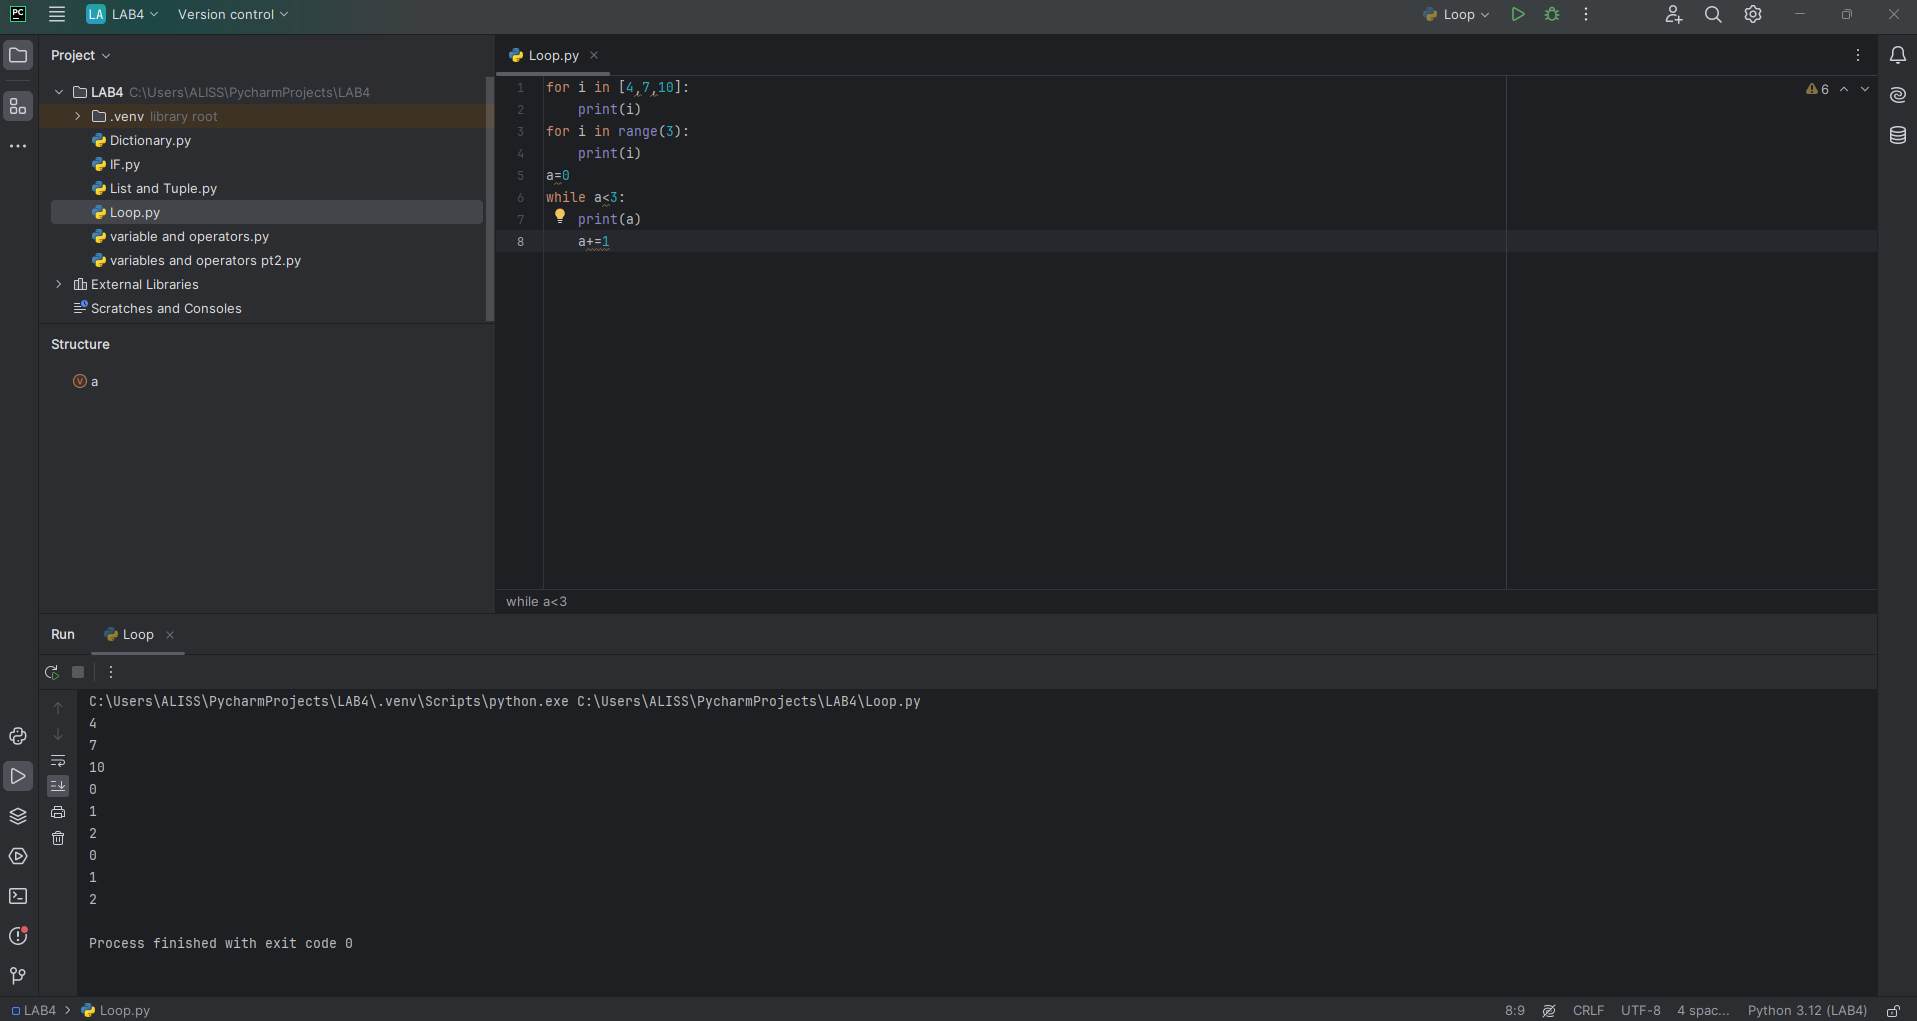 PC LA LAB4 Version control Loop
Project
LAB4 C:\Users\ALISS\PycharmProjects\LAB4
.venv library root
Dictionary.py
IF.py
List and Tuple.py
Loop.py
variable and operators.py
variables and operators pt2.py
External Libraries
Scratches and Consoles
Structure
V a
Loop.py
6
1 for i in [4,7,10]:
2     print(i)
3 for i in range(3):
4     print(i)
5 a=0
6 while a<3:
7     print(a)
8     a+=1
while a<3
Run Loop
C:\Users\ALISS\PycharmProjects\LAB4\.venv\Scripts\python.exe C:\Users\ALISS\PycharmProjects\LAB4\Loop.py
4
7
10
0
1
2
0
1
2
Process finished with exit code 0
LAB4 Loop.py 8:9 CRLF UTF-8 4 spac... Python 3.12 (LAB4)